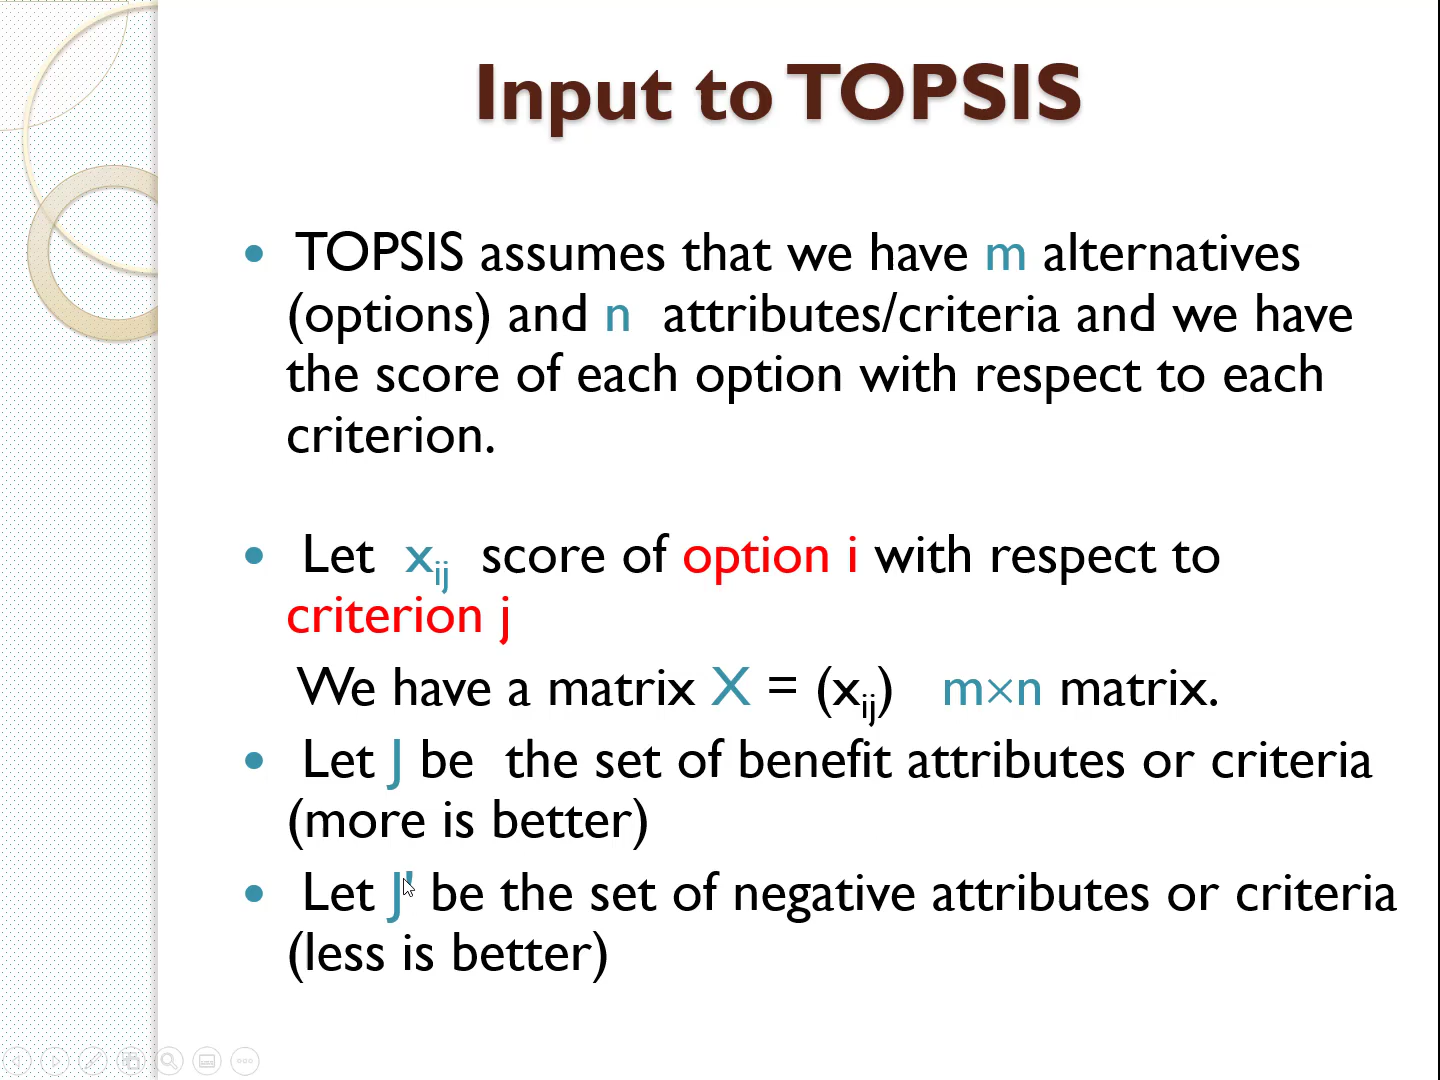 Input to TOPSIS
• TOPSIS assumes that we have m alternatives
(options) and n attributes/criteria and we have
the score of each option with respect to each
criterion.
• Let xij score of option i with respect to
criterion j
We have a matrix X = (xij) m×n matrix.
• Let J be the set of benefit attributes or criteria
(more is better)
• Let J' be the set of negative attributes or criteria
(less is better)